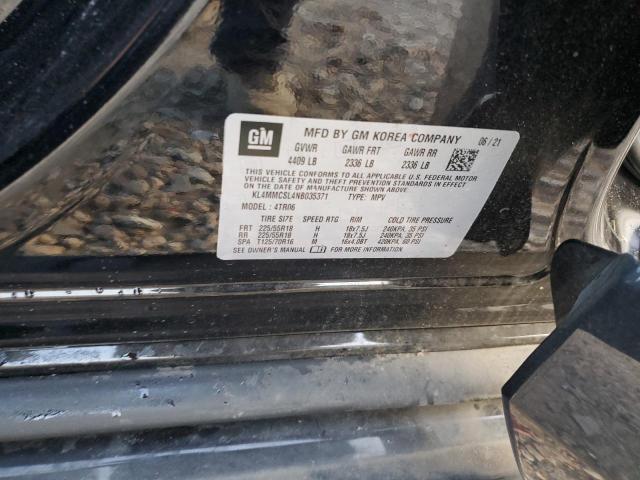 GM MFD BY GM KOREA COMPANY 06/21
GVWR GAWR FRT GAWR RR
4409 LB 2336 LB 2336 LB
THIS VEHICLE CONFORMS TO ALL APPLICABLE U.S. FEDERAL MOTOR
VEHICLE SAFETY AND THEFT PREVENTION STANDARDS IN EFFECT
ON THE DATE OF MANUFACTURE SHOWN ABOVE.
KL4MMCSL4NB035371 TYPE: MPV
MODEL: 4TR06
TIRE SIZE SPEED RTG RIM COLD TIRE PRESSURE
FRT 225/55R18 H 18x7.5J 240KPA, 35 PSI
RR 225/55R18 H 18x7.5J 240KPA, 35 PSI
SPA T125/70R16 M 16x4.0BT 420KPA, 60 PSI
SEE OWNER'S MANUAL FOR MORE INFORMATION